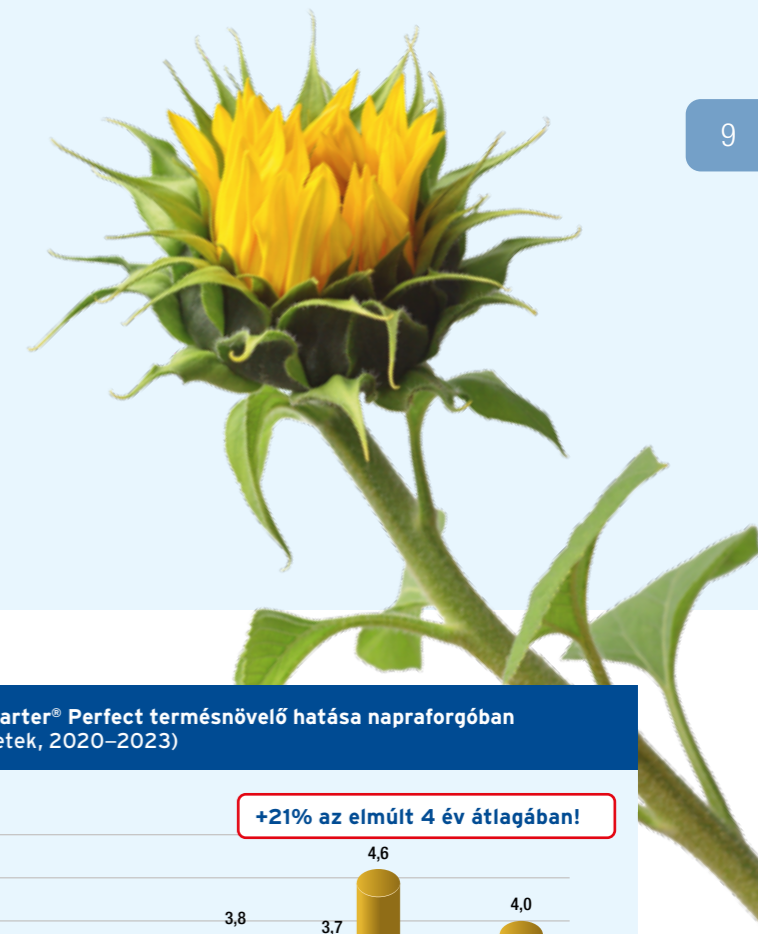 9
arter® Perfect termésnövelő hatása napraforgóban
etek, 2020–2023)
+21% az elmúlt 4 év átlagában!
4,6
4,0
3,8
3,7